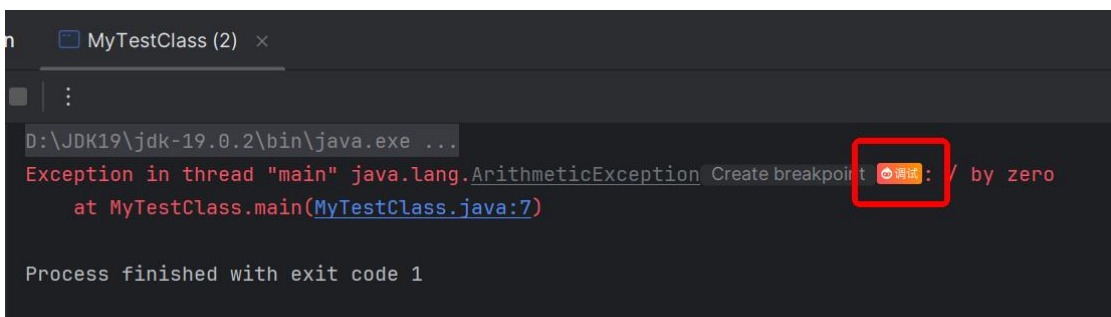 n MyTestClass (2) ×
D:\JDK19\jdk-19.0.2\bin\java.exe ...
Exception in thread "main" java.lang.ArithmeticException Create breakpoint 调试 : / by zero
at MyTestClass.main(MyTestClass.java:7)
Process finished with exit code 1